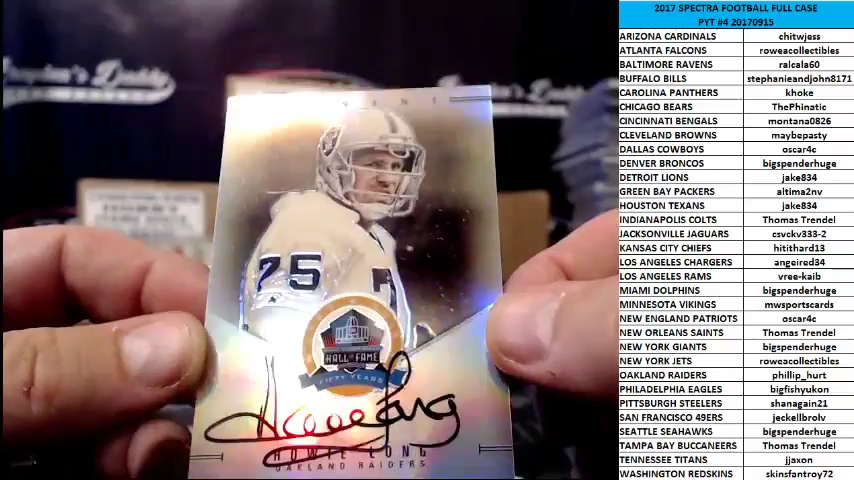 2017 SPECTRA FOOTBALL FULL CASE
PYT #4 20170915
ARIZONA CARDINALS chitwjess
ATLANTA FALCONS roweacollectibles
BALTIMORE RAVENS ralcala60
BUFFALO BILLS stephanieandjohn8171
CAROLINA PANTHERS khoke
CHICAGO BEARS ThePhinatic
CINCINNATI BENGALS montana0826
CLEVELAND BROWNS maybepasty
DALLAS COWBOYS oscar4c
DENVER BRONCOS bigspenderhuge
DETROIT LIONS jake834
GREEN BAY PACKERS altima2nv
HOUSTON TEXANS jake834
INDIANAPOLIS COLTS Thomas Trendel
JACKSONVILLE JAGUARS csvckv333-2
KANSAS CITY CHIEFS hitithard13
LOS ANGELES CHARGERS angeired34
LOS ANGELES RAMS vree-kaib
MIAMI DOLPHINS bigspenderhuge
MINNESOTA VIKINGS mwsportscards
NEW ENGLAND PATRIOTS oscar4c
NEW ORLEANS SAINTS Thomas Trendel
NEW YORK GIANTS bigspenderhuge
NEW YORK JETS roweacollectibles
OAKLAND RAIDERS phillip_hurt
PHILADELPHIA EAGLES bigfishyukon
PITTSBURGH STEELERS shanagain21
SAN FRANCISCO 49ERS jeckellbrolv
SEATTLE SEAHAWKS bigspenderhuge
TAMPA BAY BUCCANEERS Thomas Trendel
TENNESSEE TITANS jjaxon
WASHINGTON REDSKINS skinsfantroy72
75
7
HALL OF FAME
FIFTY YEARS
Howie Long
HOWIE LONG
OAKLAND RAIDERS